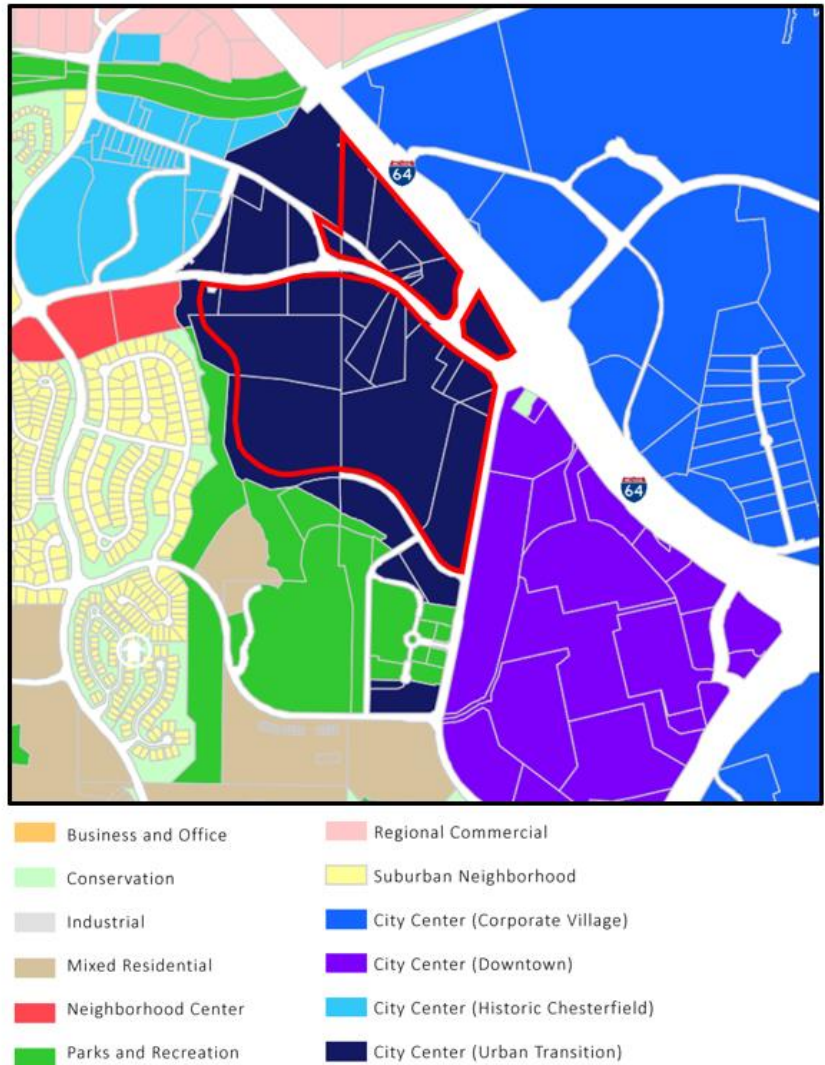 64
64
Business and Office
Conservation
Industrial
Mixed Residential
Neighborhood Center
Parks and Recreation
Regional Commercial
Suburban Neighborhood
City Center (Corporate Village)
City Center (Downtown)
City Center (Historic Chesterfield)
City Center (Urban Transition)